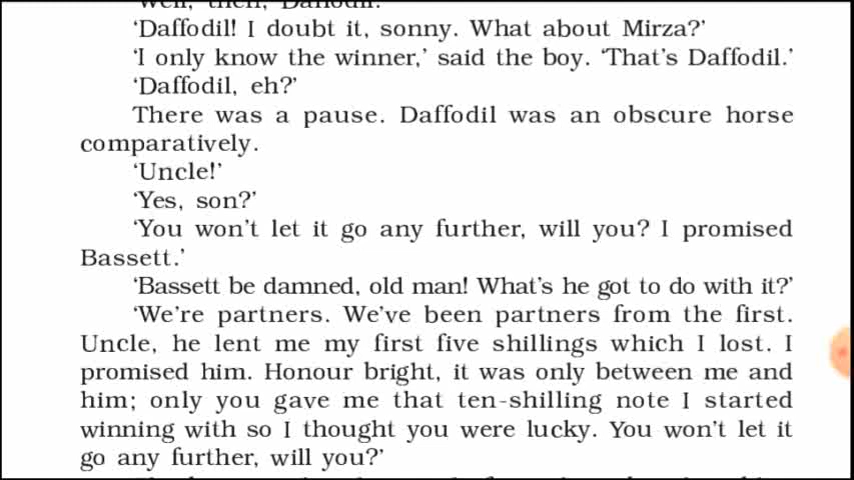 ‘Well, then, Daffodil.’
‘Daffodil! I doubt it, sonny. What about Mirza?’
‘I only know the winner,’ said the boy. ‘That’s Daffodil.’
‘Daffodil, eh?’
There was a pause. Daffodil was an obscure horse
comparatively.
‘Uncle!’
‘Yes, son?’
‘You won’t let it go any further, will you? I promised
Bassett.’
‘Bassett be damned, old man! What’s he got to do with it?’
‘We’re partners. We’ve been partners from the first.
Uncle, he lent me my first five shillings which I lost. I
promised him. Honour bright, it was only between me and
him; only you gave me that ten-shilling note I started
winning with so I thought you were lucky. You won’t let it
go any further, will you?’